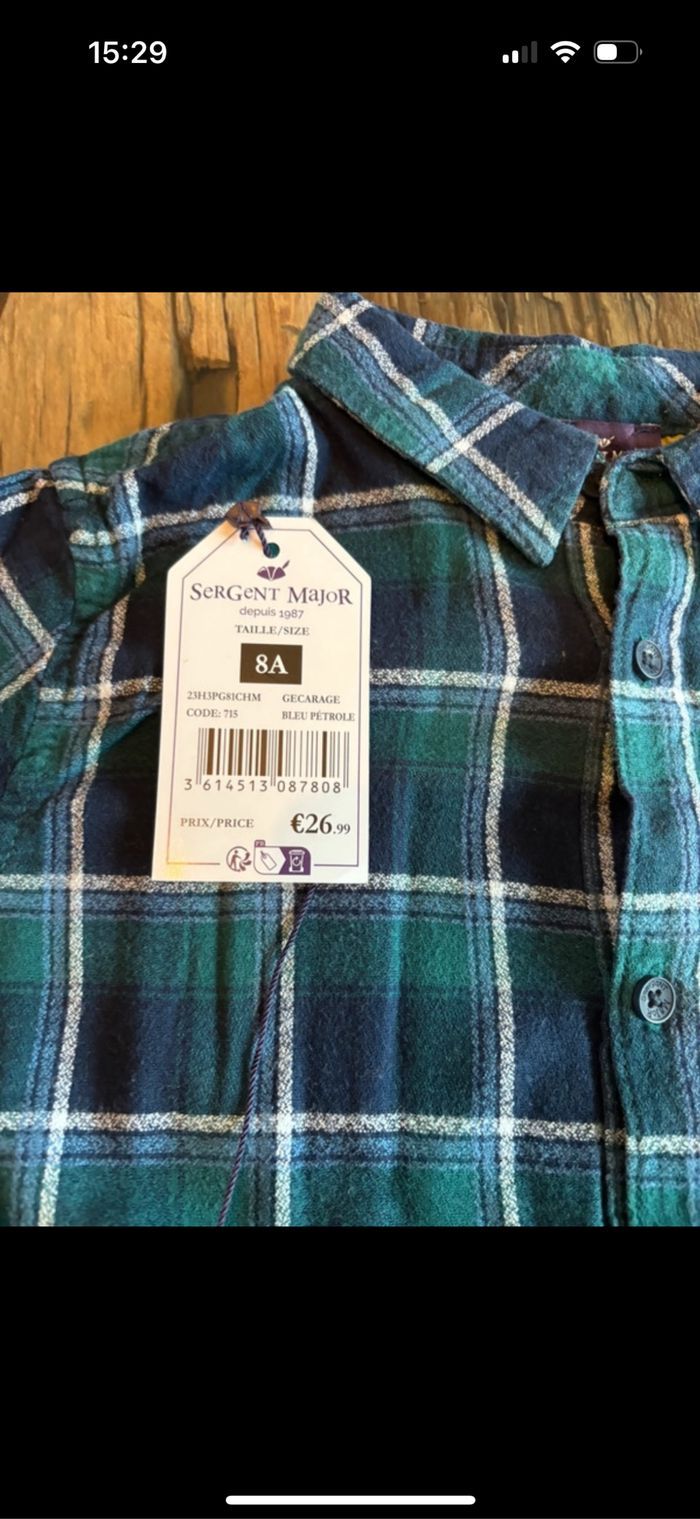 15:29
SERGENT MAJOR
depuis 1987
TAILLE/SIZE
8A
23H3PG81CHM GECARAGE
CODE: 715 BLEU PÉTROLE
3 614513 087808
PRIX/PRICE €26.99
FR